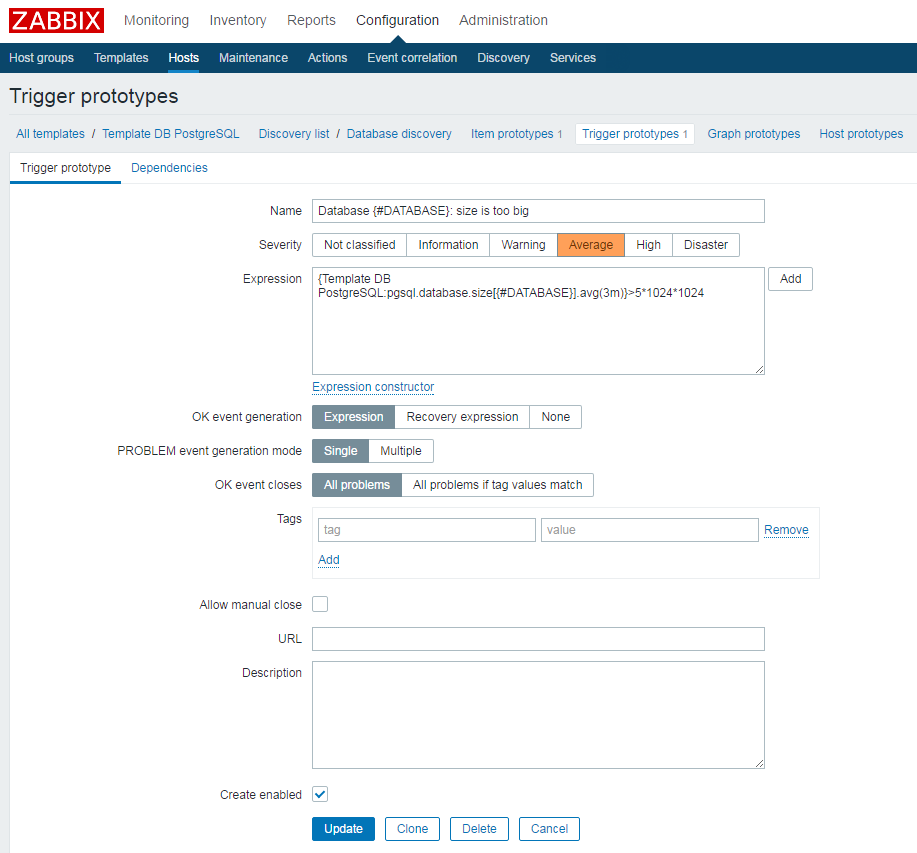 ZABBIX Monitoring Inventory Reports Configuration Administration
Host groups Templates Hosts Maintenance Actions Event correlation Discovery Services
Trigger prototypes
All templates / Template DB PostgreSQL Discovery list / Database discovery Item prototypes 1 Trigger prototypes 1 Graph prototypes Host prototypes
Trigger prototype Dependencies
Name Database {#DATABASE}: size is too big
Severity Not classified Information Warning Average High Disaster
Expression {Template DB Add
PostgreSQL:pgsql.database.size[{#DATABASE}].avg(3m)}>5*1024*1024
Expression constructor
OK event generation Expression Recovery expression None
PROBLEM event generation mode Single Multiple
OK event closes All problems All problems if tag values match
Tags tag value Remove
Add
Allow manual close
URL
Description
Create enabled
Update Clone Delete Cancel